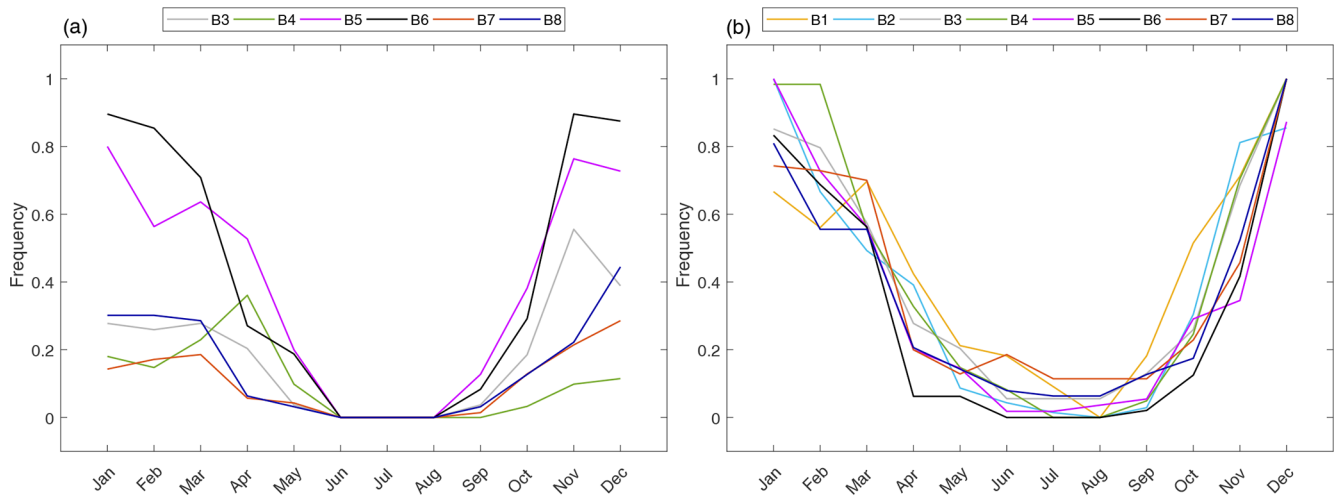 (a) B3 B4 B5 B6 B7 B8
Frequency
1
0.8
0.6
0.4
0.2
0
Jan Feb Mar Apr May Jun Jul Aug Sep Oct Nov Dec
(b) B1 B2 B3 B4 B5 B6 B7 B8
Frequency
1
0.8
0.6
0.4
0.2
0
Jan Feb Mar Apr May Jun Jul Aug Sep Oct Nov Dec